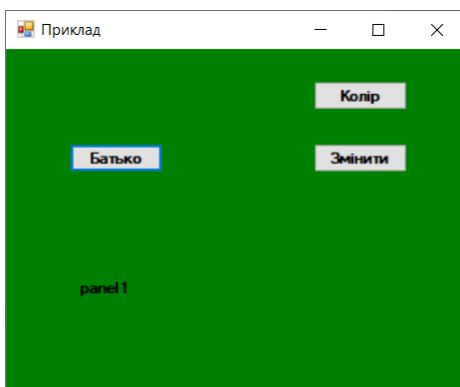 Приклад
Колір
Батько
Змінити
panel1